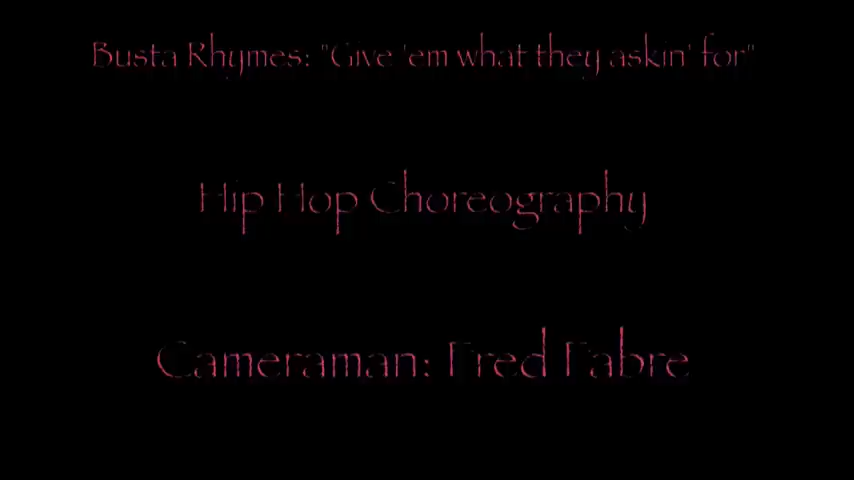 Busta Rhymes: "Give 'em what they askin' for"
Hip Hop Choreography
Cameraman: Fred Fabre